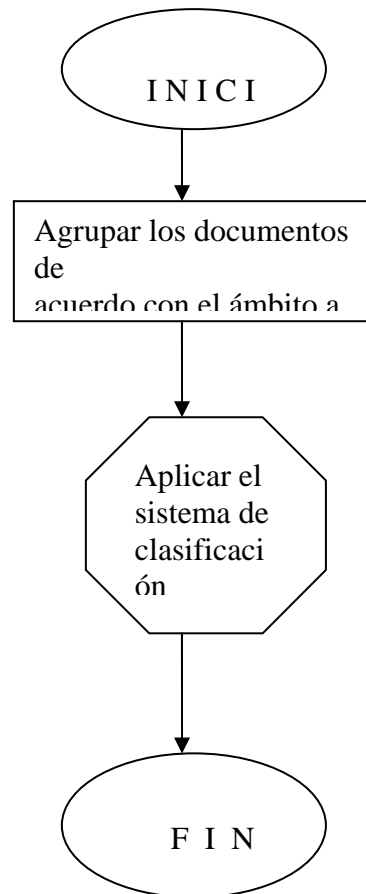 I N I C I
Agrupar los documentos
de
acuerdo con el ámbito a
Aplicar el
sistema de
clasificaci
ón
F I N